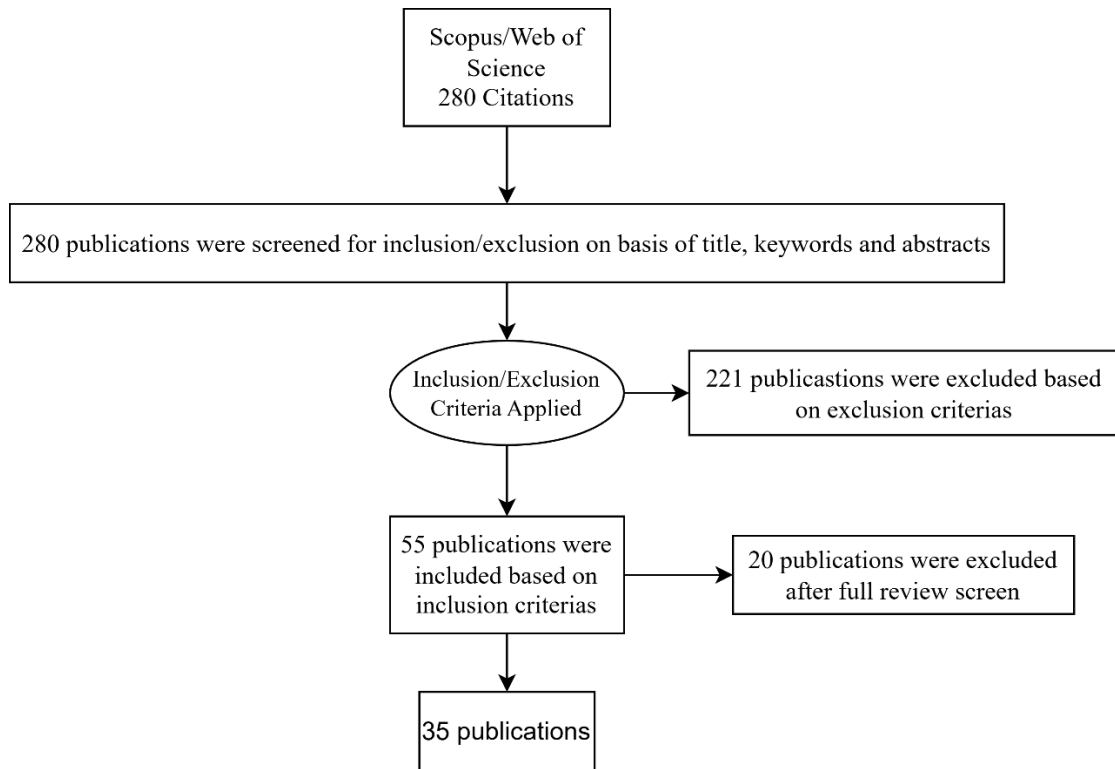 Scopus/Web of
Science
280 Citations
280 publications were screened for inclusion/exclusion on basis of title, keywords and abstracts
Inclusion/Exclusion
Criteria Applied
221 publicastions were excluded based
on exclusion criterias
55 publications were
included based on
inclusion criterias
20 publications were excluded
after full review screen
35 publications